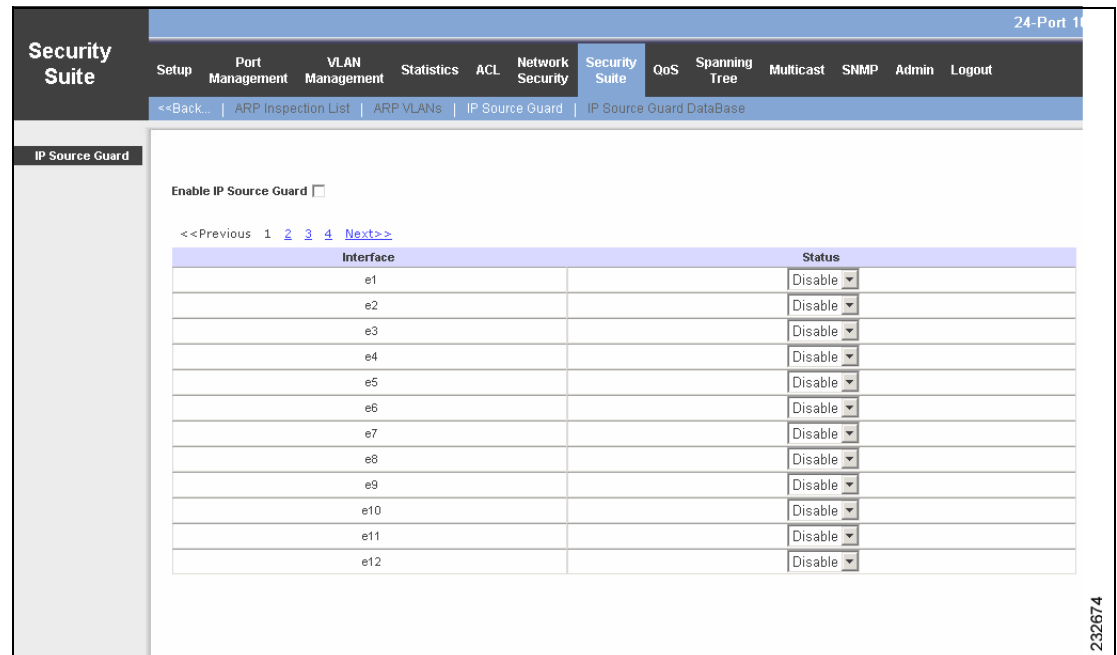 24-Port 1
Security Suite
Setup Port Management VLAN Management Statistics ACL Network Security Security Suite QoS Spanning Tree Multicast SNMP Admin Logout
<<Back... | ARP Inspection List | ARP VLANs | IP Source Guard | IP Source Guard DataBase
IP Source Guard
Enable IP Source Guard
<<Previous 1 2 3 4 Next>>
Interface Status
e1 Disable
e2 Disable
e3 Disable
e4 Disable
e5 Disable
e6 Disable
e7 Disable
e8 Disable
e9 Disable
e10 Disable
e11 Disable
e12 Disable
232674